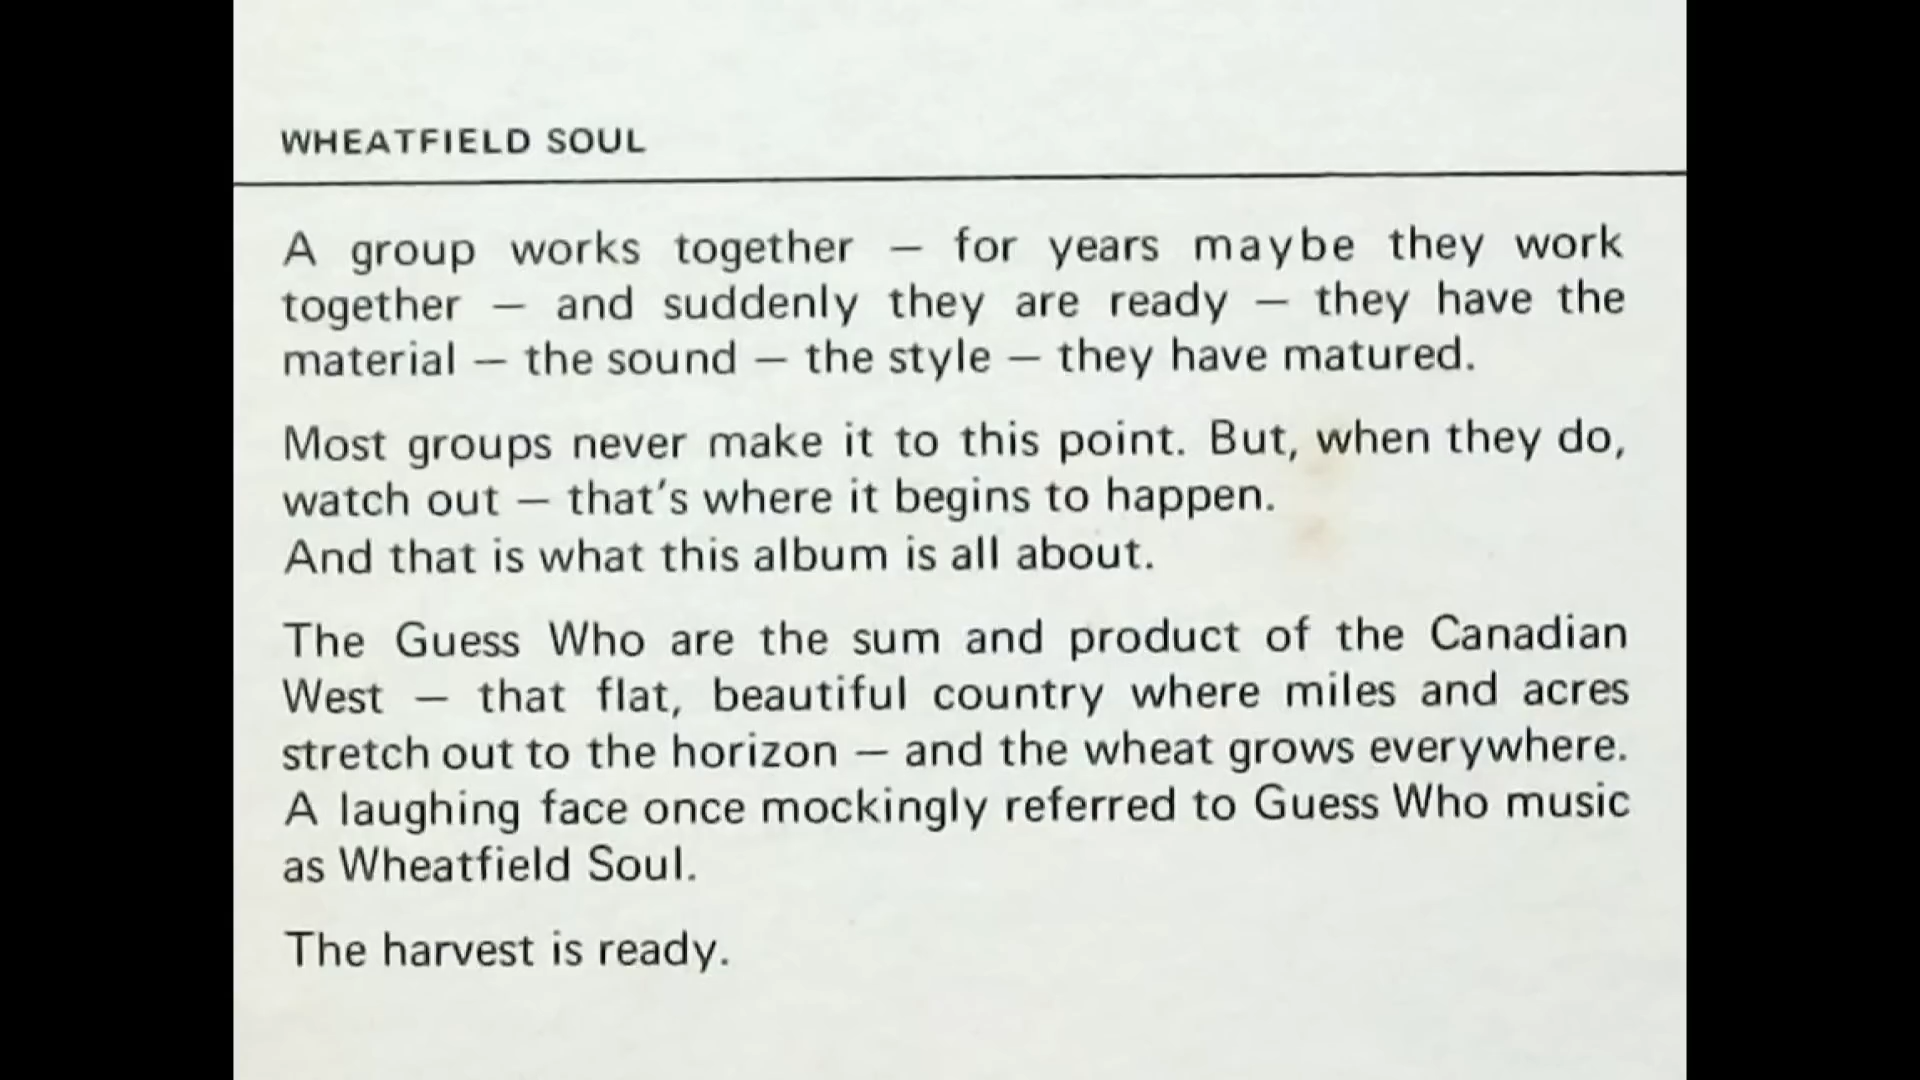 WHEATFIELD SOUL
A group works together — for years maybe they work
together — and suddenly they are ready — they have the
material — the sound — the style — they have matured.
Most groups never make it to this point. But, when they do,
watch out — that's where it begins to happen.
And that is what this album is all about.
The Guess Who are the sum and product of the Canadian
West — that flat, beautiful country where miles and acres
stretch out to the horizon — and the wheat grows everywhere.
A laughing face once mockingly referred to Guess Who music
as Wheatfield Soul.
The harvest is ready.